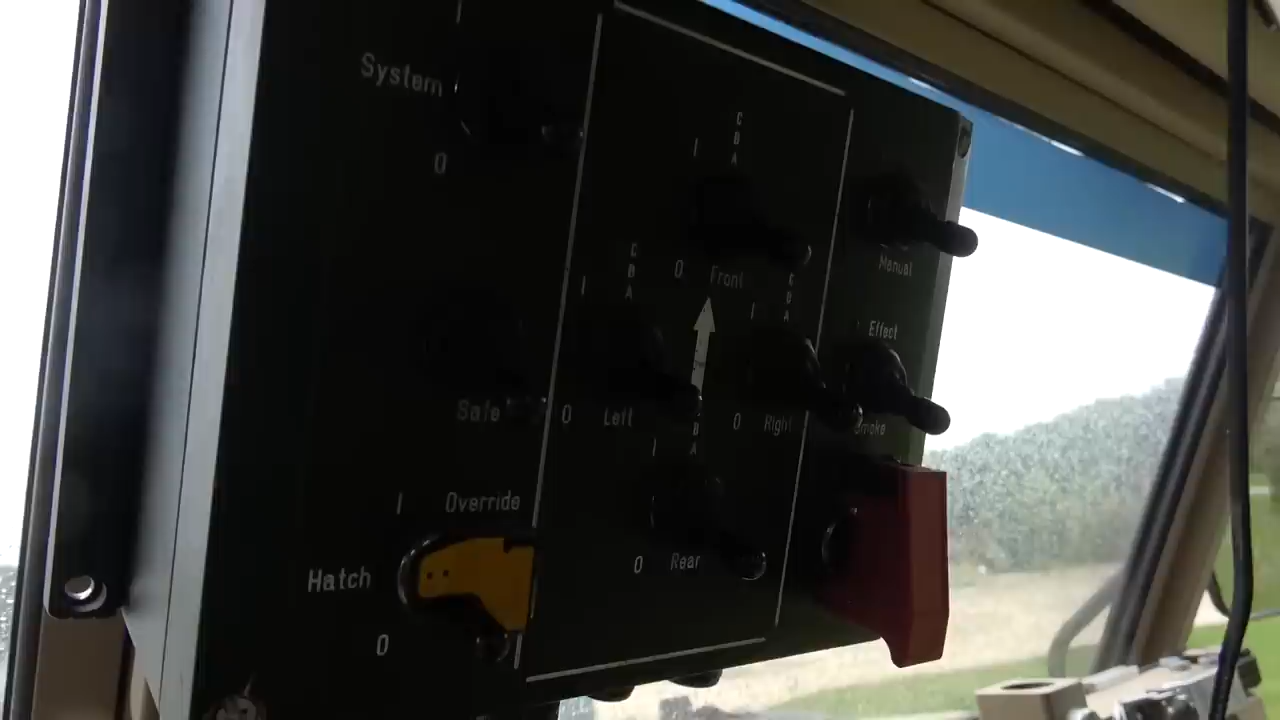 I
System
0
C
B
A
I
0 Front
Manual
C
B
A
I
C
B
A
I
Effect
Safe
0 Left
0 Right
Smoke
B
A
I
I Override
0 Rear
Hatch
0